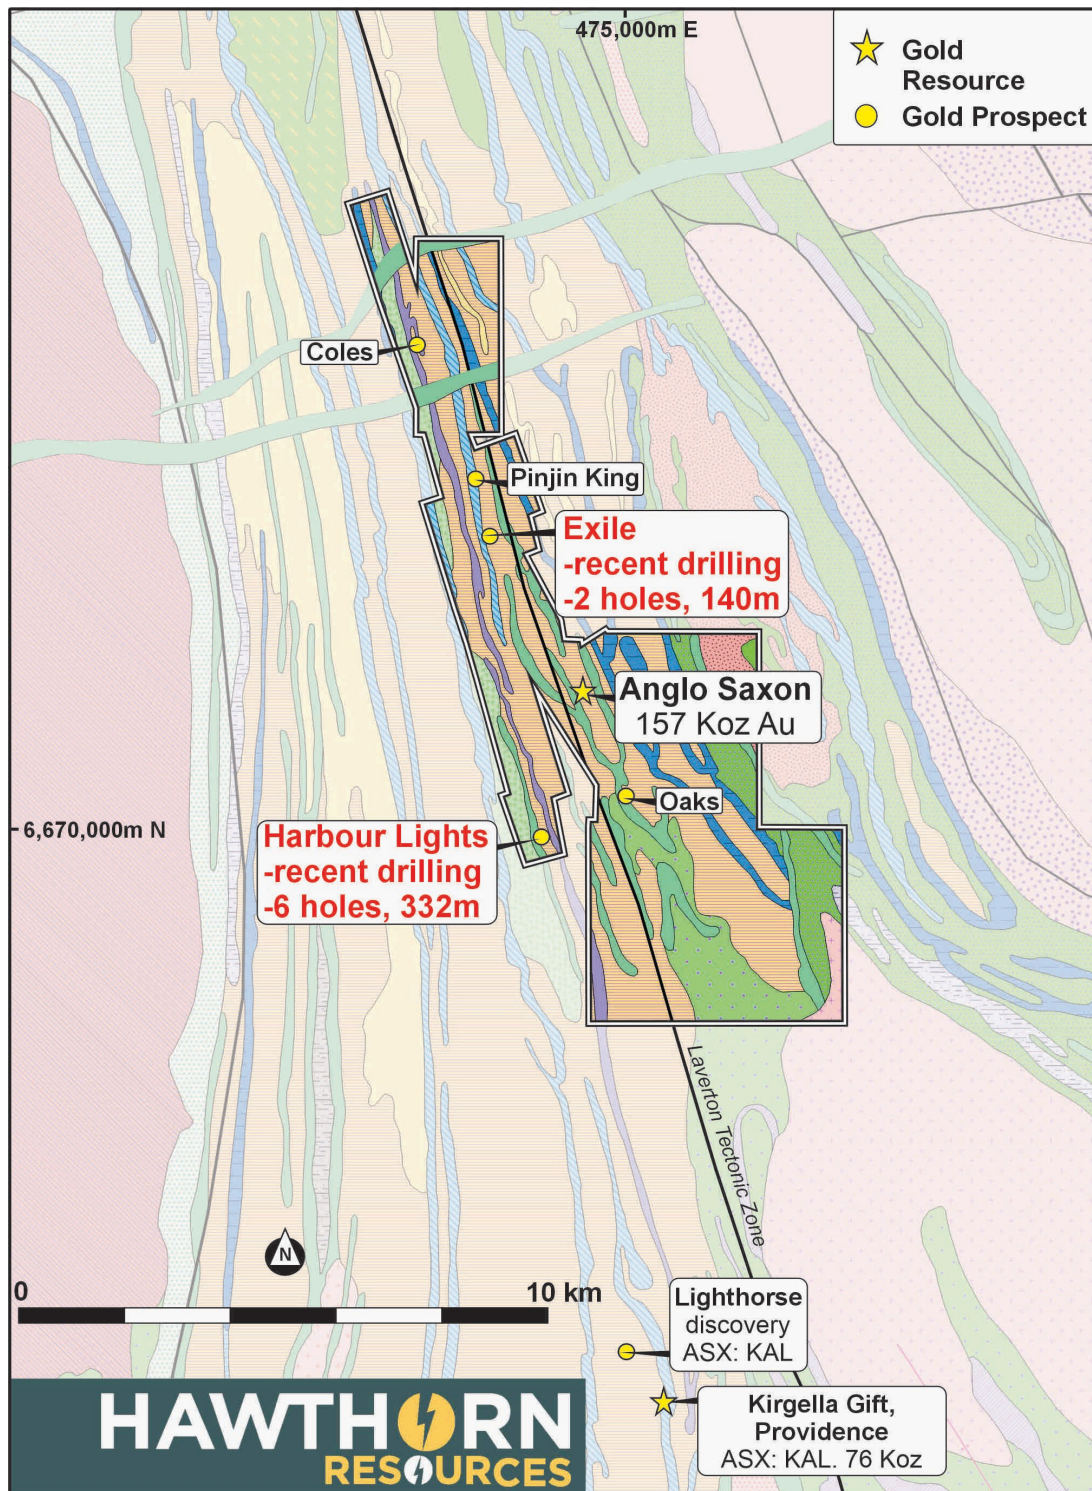 475,000m E
Gold
Resource
Gold Prospect
Coles
Pinjin King
Exile
-recent drilling
-2 holes, 140m
Anglo Saxon
157 Koz Au
Oaks
6,670,000m N
Harbour Lights
-recent drilling
-6 holes, 332m
Laverton Tectonic Zone
N
0
10 km
Lighthorse
discovery
ASX: KAL
Kirgella Gift,
Providence
ASX: KAL. 76 Koz
HAWTHORN
RESOURCES